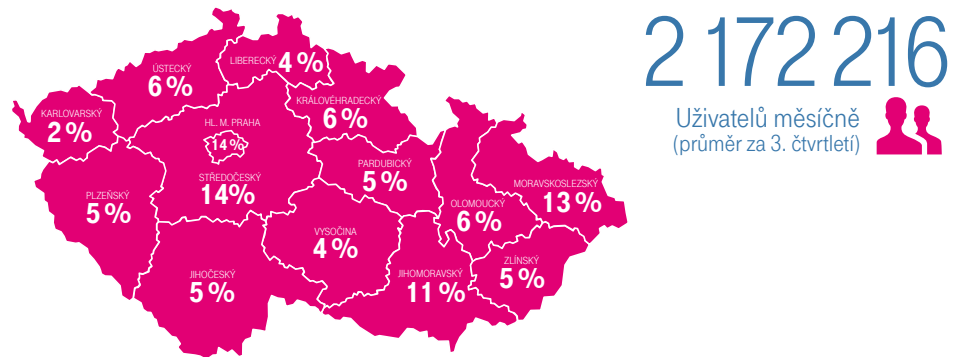 2 172 216
Uživatelů měsíčně
(průměr za 3. čtvrtletí)
LIBERECKÝ 4 %
ÚSTECKÝ
6 %
KRÁLOVÉHRADECKÝ
6 %
KARLOVARSKÝ
2 %
HL. M. PRAHA
14 %
STŘEDOČESKÝ
14 %
PARDUBICKÝ
5 %
PLZEŇSKÝ
5 %
MORAVSKOSLEZSKÝ
13 %
OLOMOUCKÝ
6 %
VYSOČINA
4 %
ZLÍNSKÝ
5 %
JIHOČESKÝ
5 %
JIHOMORAVSKÝ
11 %